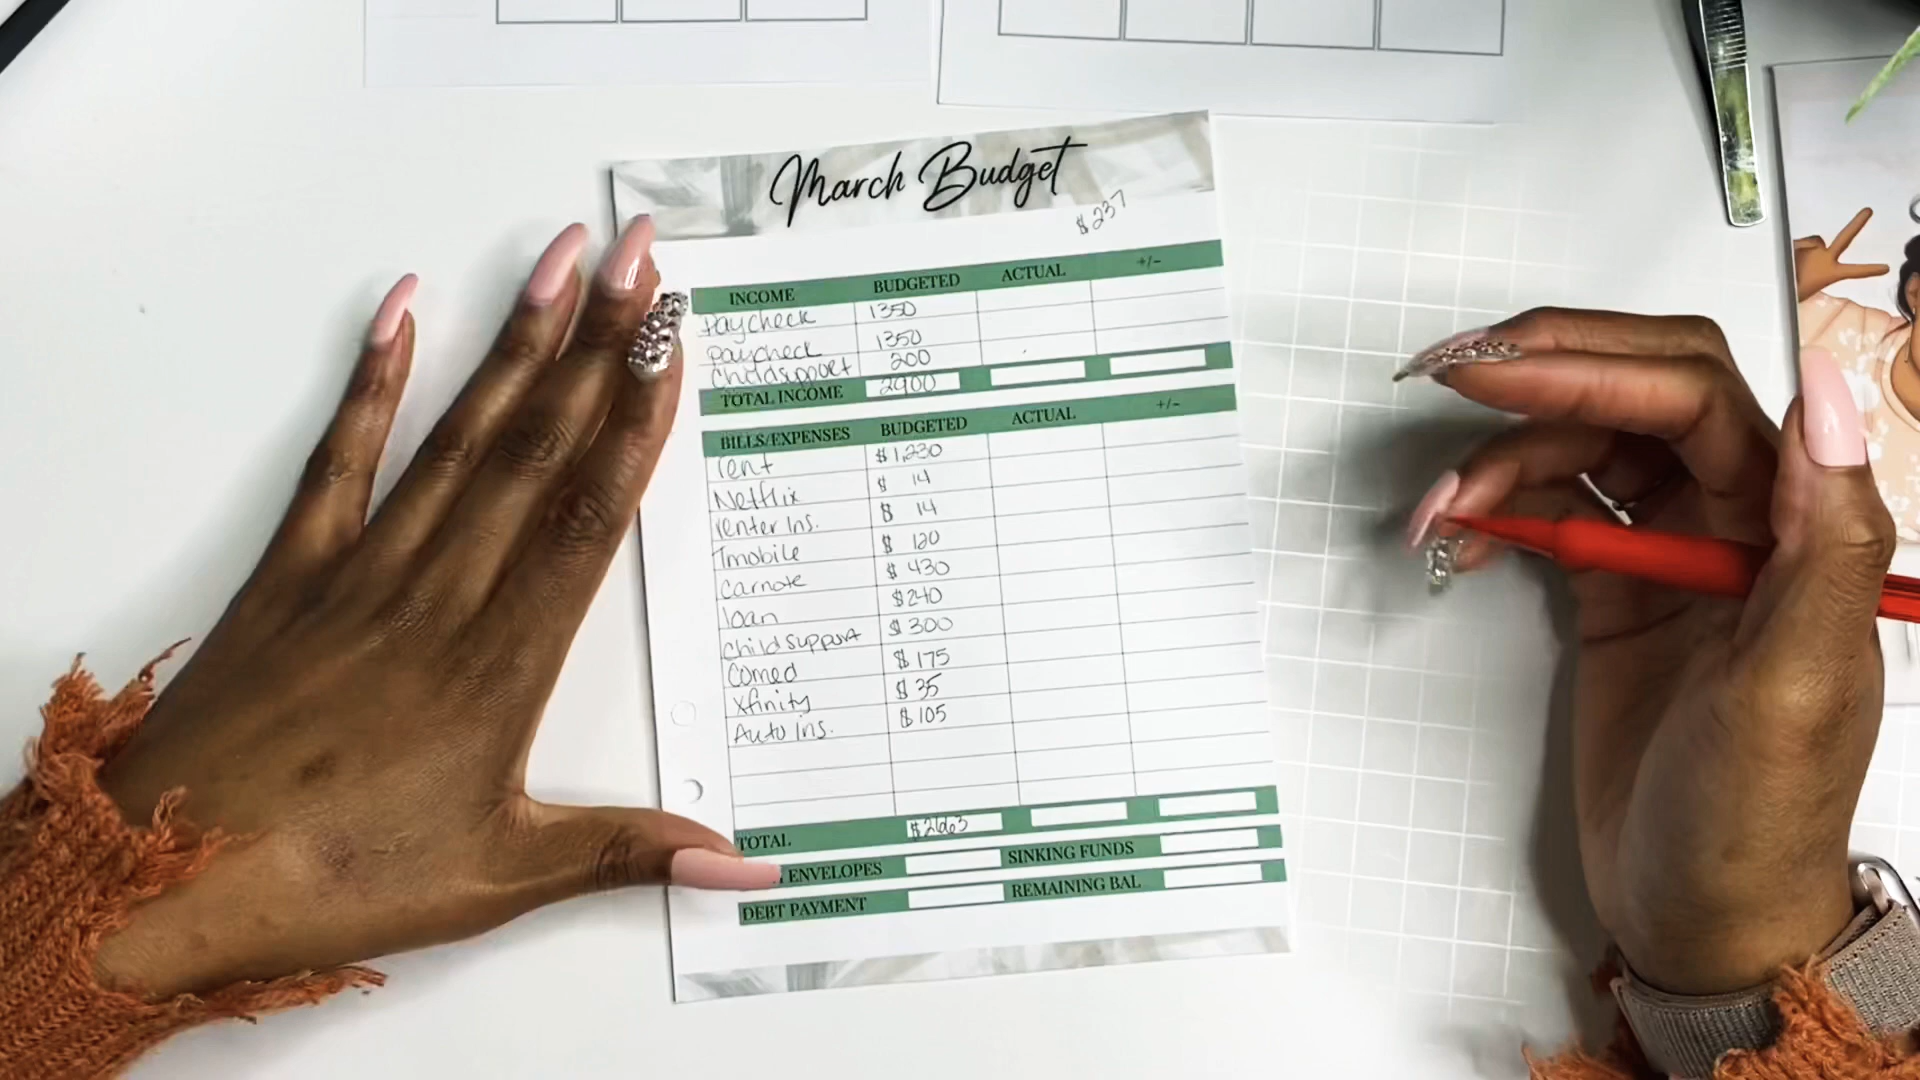 March Budget
$237
INCOME BUDGETED ACTUAL +/-
Paycheck 1350
paycheck 1350
Childsupport 200
TOTAL INCOME 2900
BILLS/EXPENSES BUDGETED ACTUAL +/-
rent $1,230
Netflix $ 14
renter Ins. $ 14
Tmobile $ 120
Carnote $ 430
loan $240
Child support $ 300
Comed $ 175
Xfinity $ 35
Auto ins. $ 105
TOTAL $2663
ENVELOPES SINKING FUNDS
DEBT PAYMENT REMAINING BAL